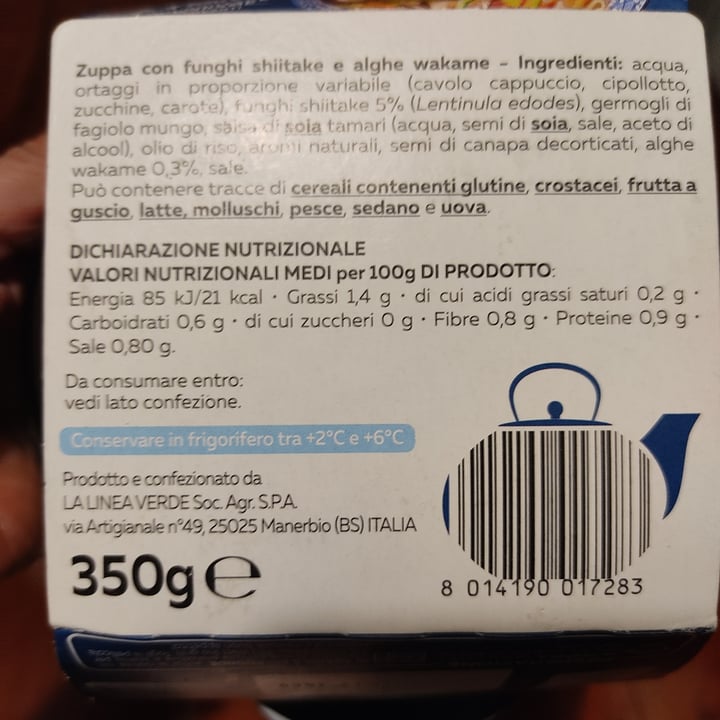 Zuppa con funghi shiitake e alghe wakame - Ingredienti: acqua,
ortaggi in proporzione variabile (cavolo cappuccio, cipollotto,
zucchine, carote), funghi shiitake 5% (Lentinula edodes), germogli di
fagiolo mungo, salsa di soia tamari (acqua, semi di soia, sale, aceto di
alcool), olio di riso, aromi naturali, semi di canapa decorticati, alghe
wakame 0,3%, sale.
Può contenere tracce di cereali contenenti glutine, crostacei, frutta a
guscio, latte, molluschi, pesce, sedano e uova.
DICHIARAZIONE NUTRIZIONALE
VALORI NUTRIZIONALI MEDI per 100g DI PRODOTTO:
Energia 85 kJ/21 kcal · Grassi 1,4 g · di cui acidi grassi saturi 0,2 g ·
Carboidrati 0,6 g · di cui zuccheri 0 g · Fibre 0,8 g · Proteine 0,9 g ·
Sale 0,80 g.
Da consumare entro:
vedi lato confezione.
Conservare in frigorifero tra +2°C e +6°C
Prodotto e confezionato da
LA LINEA VERDE Soc. Agr. S.P.A.
via Artigianale n°49, 25025 Manerbio (BS) ITALIA
350g e
8 014190 017283